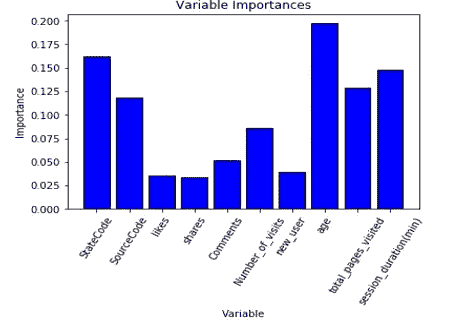 Variable Importances
Importance
0.200
0.175
0.150
0.125
0.100
0.075
0.050
0.025
0.000
StateCode
SourceCode
likes
shares
Comments
Number_of_visits
new_user
age
total_pages_visited
session_duration(min)
Variable